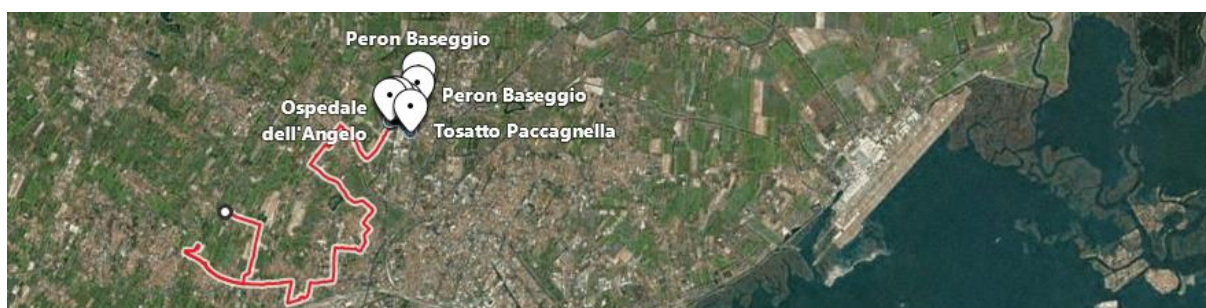 Peron Baseggio
Peron Baseggio
Ospedale
dell'Angelo
Tosatto Paccagnella